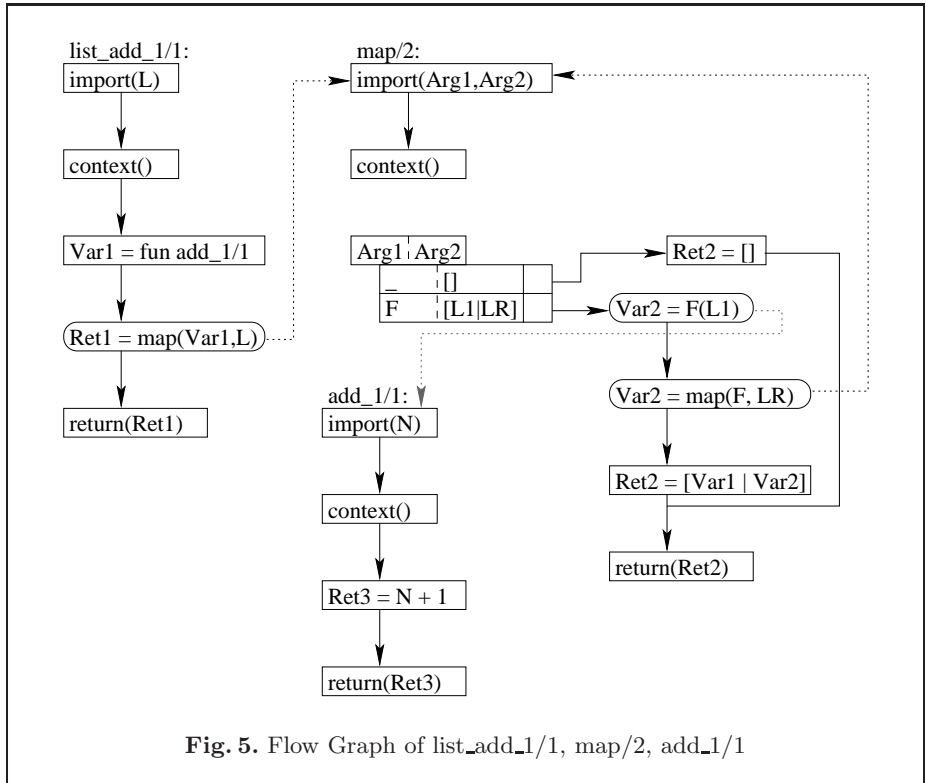 list_add_1/1:
import(L)
context()
Var1 = fun add_1/1
Ret1 = map(Var1,L)
return(Ret1)
map/2:
import(Arg1,Arg2)
context()
Arg1 Arg2
_ []
F [L1|LR]
Ret2 = []
Var2 = F(L1)
Var2 = map(F, LR)
Ret2 = [Var1 | Var2]
return(Ret2)
add_1/1:
import(N)
context()
Ret3 = N + 1
return(Ret3)
Fig. 5. Flow Graph of list_add_1/1, map/2, add_1/1